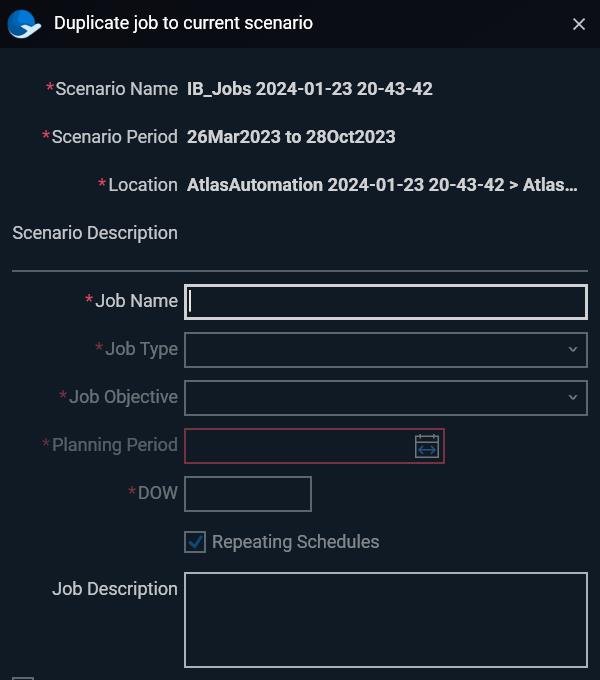 Duplicate job to current scenario
*Scenario Name IB_Jobs 2024-01-23 20-43-42
*Scenario Period 26Mar2023 to 28Oct2023
*Location AtlasAutomation 2024-01-23 20-43-42 > Atlas...
Scenario Description
*Job Name
*Job Type
*Job Objective
*Planning Period
*DOW
Repeating Schedules
Job Description